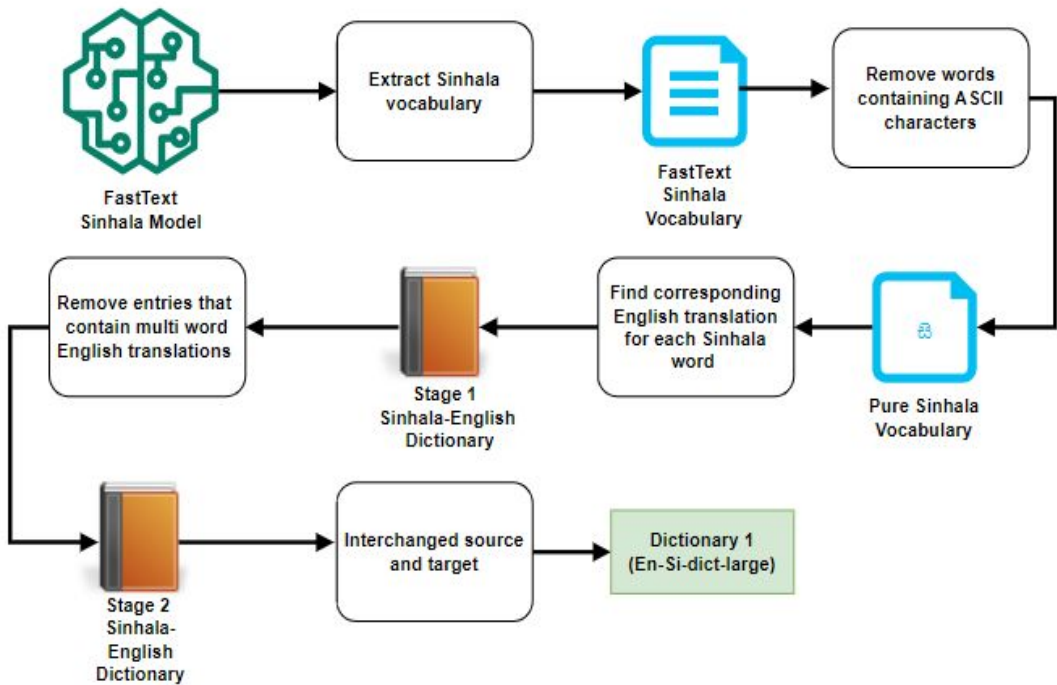 FastText
Sinhala Model
Extract Sinhala
vocabulary
FastText
Sinhala
Vocabulary
Remove words
containing ASCII
characters
Remove entries that
contain multi word
English translations
Stage 1
Sinhala-English
Dictionary
Find corresponding
English translation
for each Sinhala
word
සි
Pure Sinhala
Vocabulary
Stage 2
Sinhala-
English
Dictionary
Interchanged source
and target
Dictionary 1
(En-Si-dict-large)